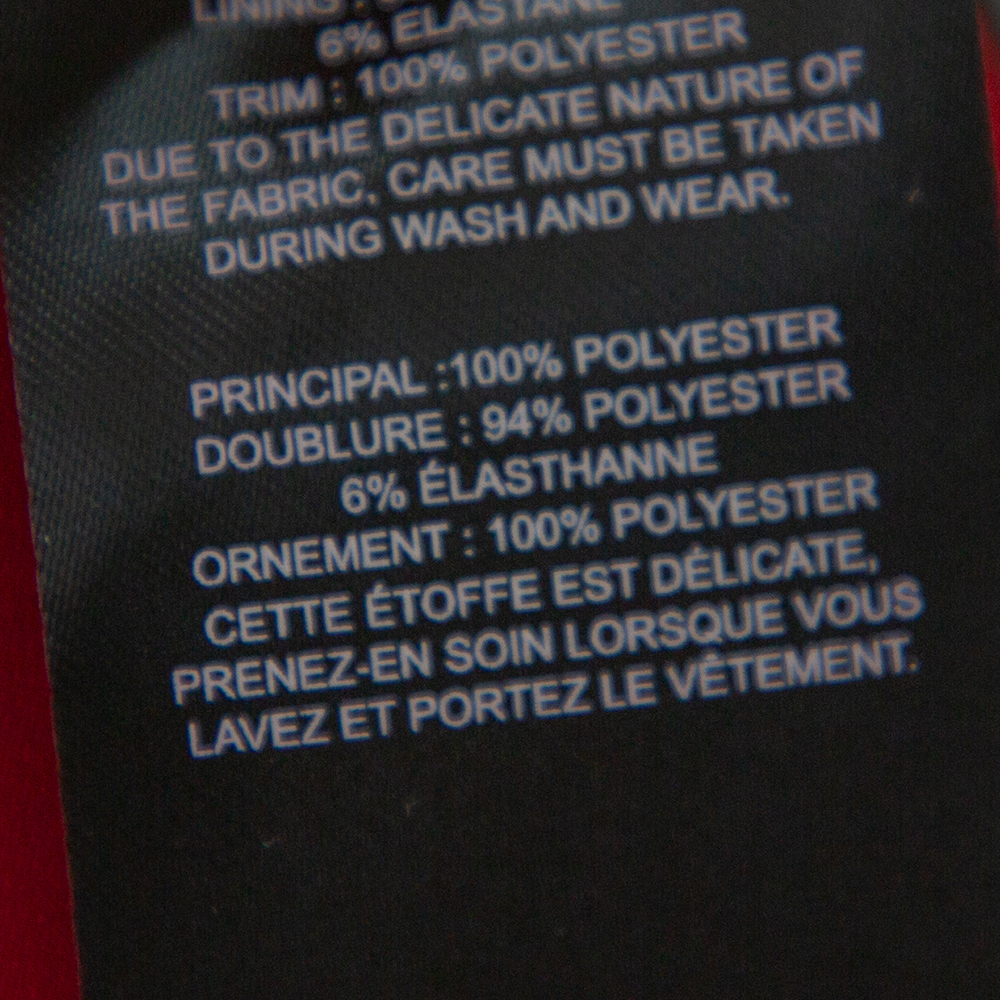 LINING :
6% ELASTANE
TRIM : 100% POLYESTER
DUE TO THE DELICATE NATURE OF
THE FABRIC, CARE MUST BE TAKEN
DURING WASH AND WEAR.
PRINCIPAL :100% POLYESTER
DOUBLURE : 94% POLYESTER
6% ÉLASTHANNE
ORNEMENT : 100% POLYESTER
CETTE ÉTOFFE EST DÉLICATE,
PRENEZ-EN SOIN LORSQUE VOUS
LAVEZ ET PORTEZ LE VÊTEMENT.